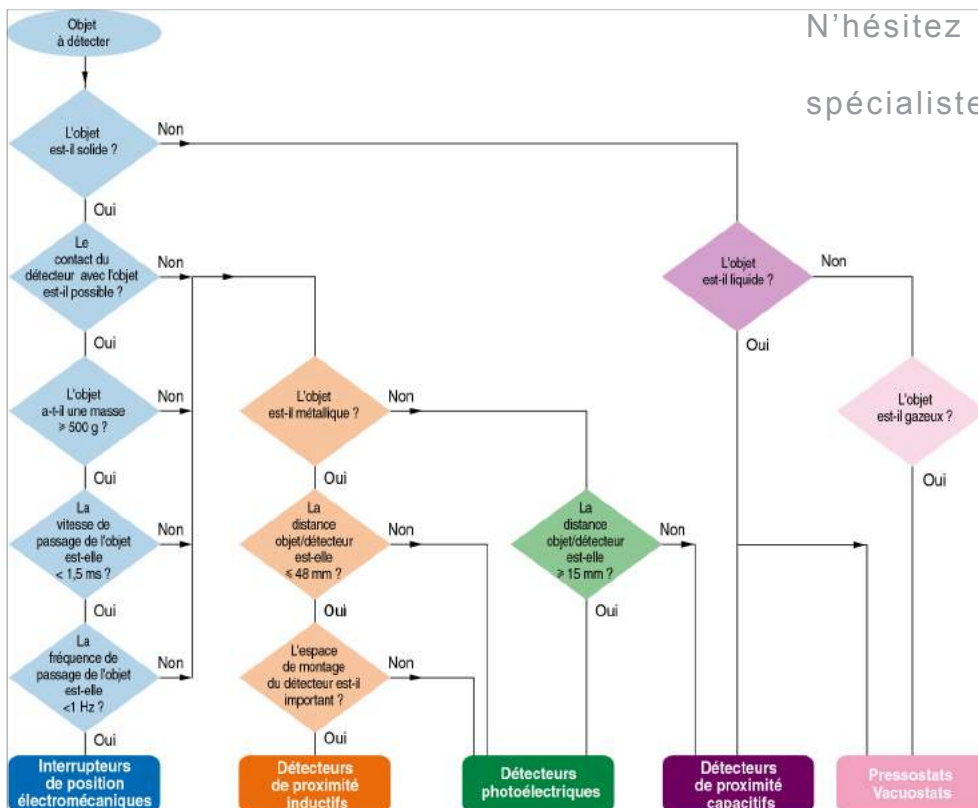 N'hésitez
spécialiste
Objet
à détecter
L'objet
est-il solide ?
Non
Oui
Le
contact du
détecteur avec l'objet
est-il possible ?
Non
Oui
L'objet
est-il liquide ?
Non
Oui
L'objet
a-t-il une masse
⩾ 500 g ?
Non
Oui
L'objet
est-il métallique ?
Non
Oui
L'objet
est-il gazeux ?
Oui
La
vitesse de
passage de l'objet
est-elle
< 1,5 ms ?
Non
Oui
La
distance
objet/détecteur
est-elle
⩽ 48 mm ?
Non
Oui
La
distance
objet/détecteur
est-elle
⩾ 15 mm ?
Non
Oui
La
fréquence de
passage de l'objet
est-elle
<1 Hz ?
Non
Oui
L'espace
de montage
du détecteur est-il
important ?
Non
Oui
Interrupteurs
de position
électromécaniques
Détecteurs
de proximité
inductifs
Détecteurs
photoélectriques
Détecteurs
de proximité
capacitifs
Pressostats
Vacuostats